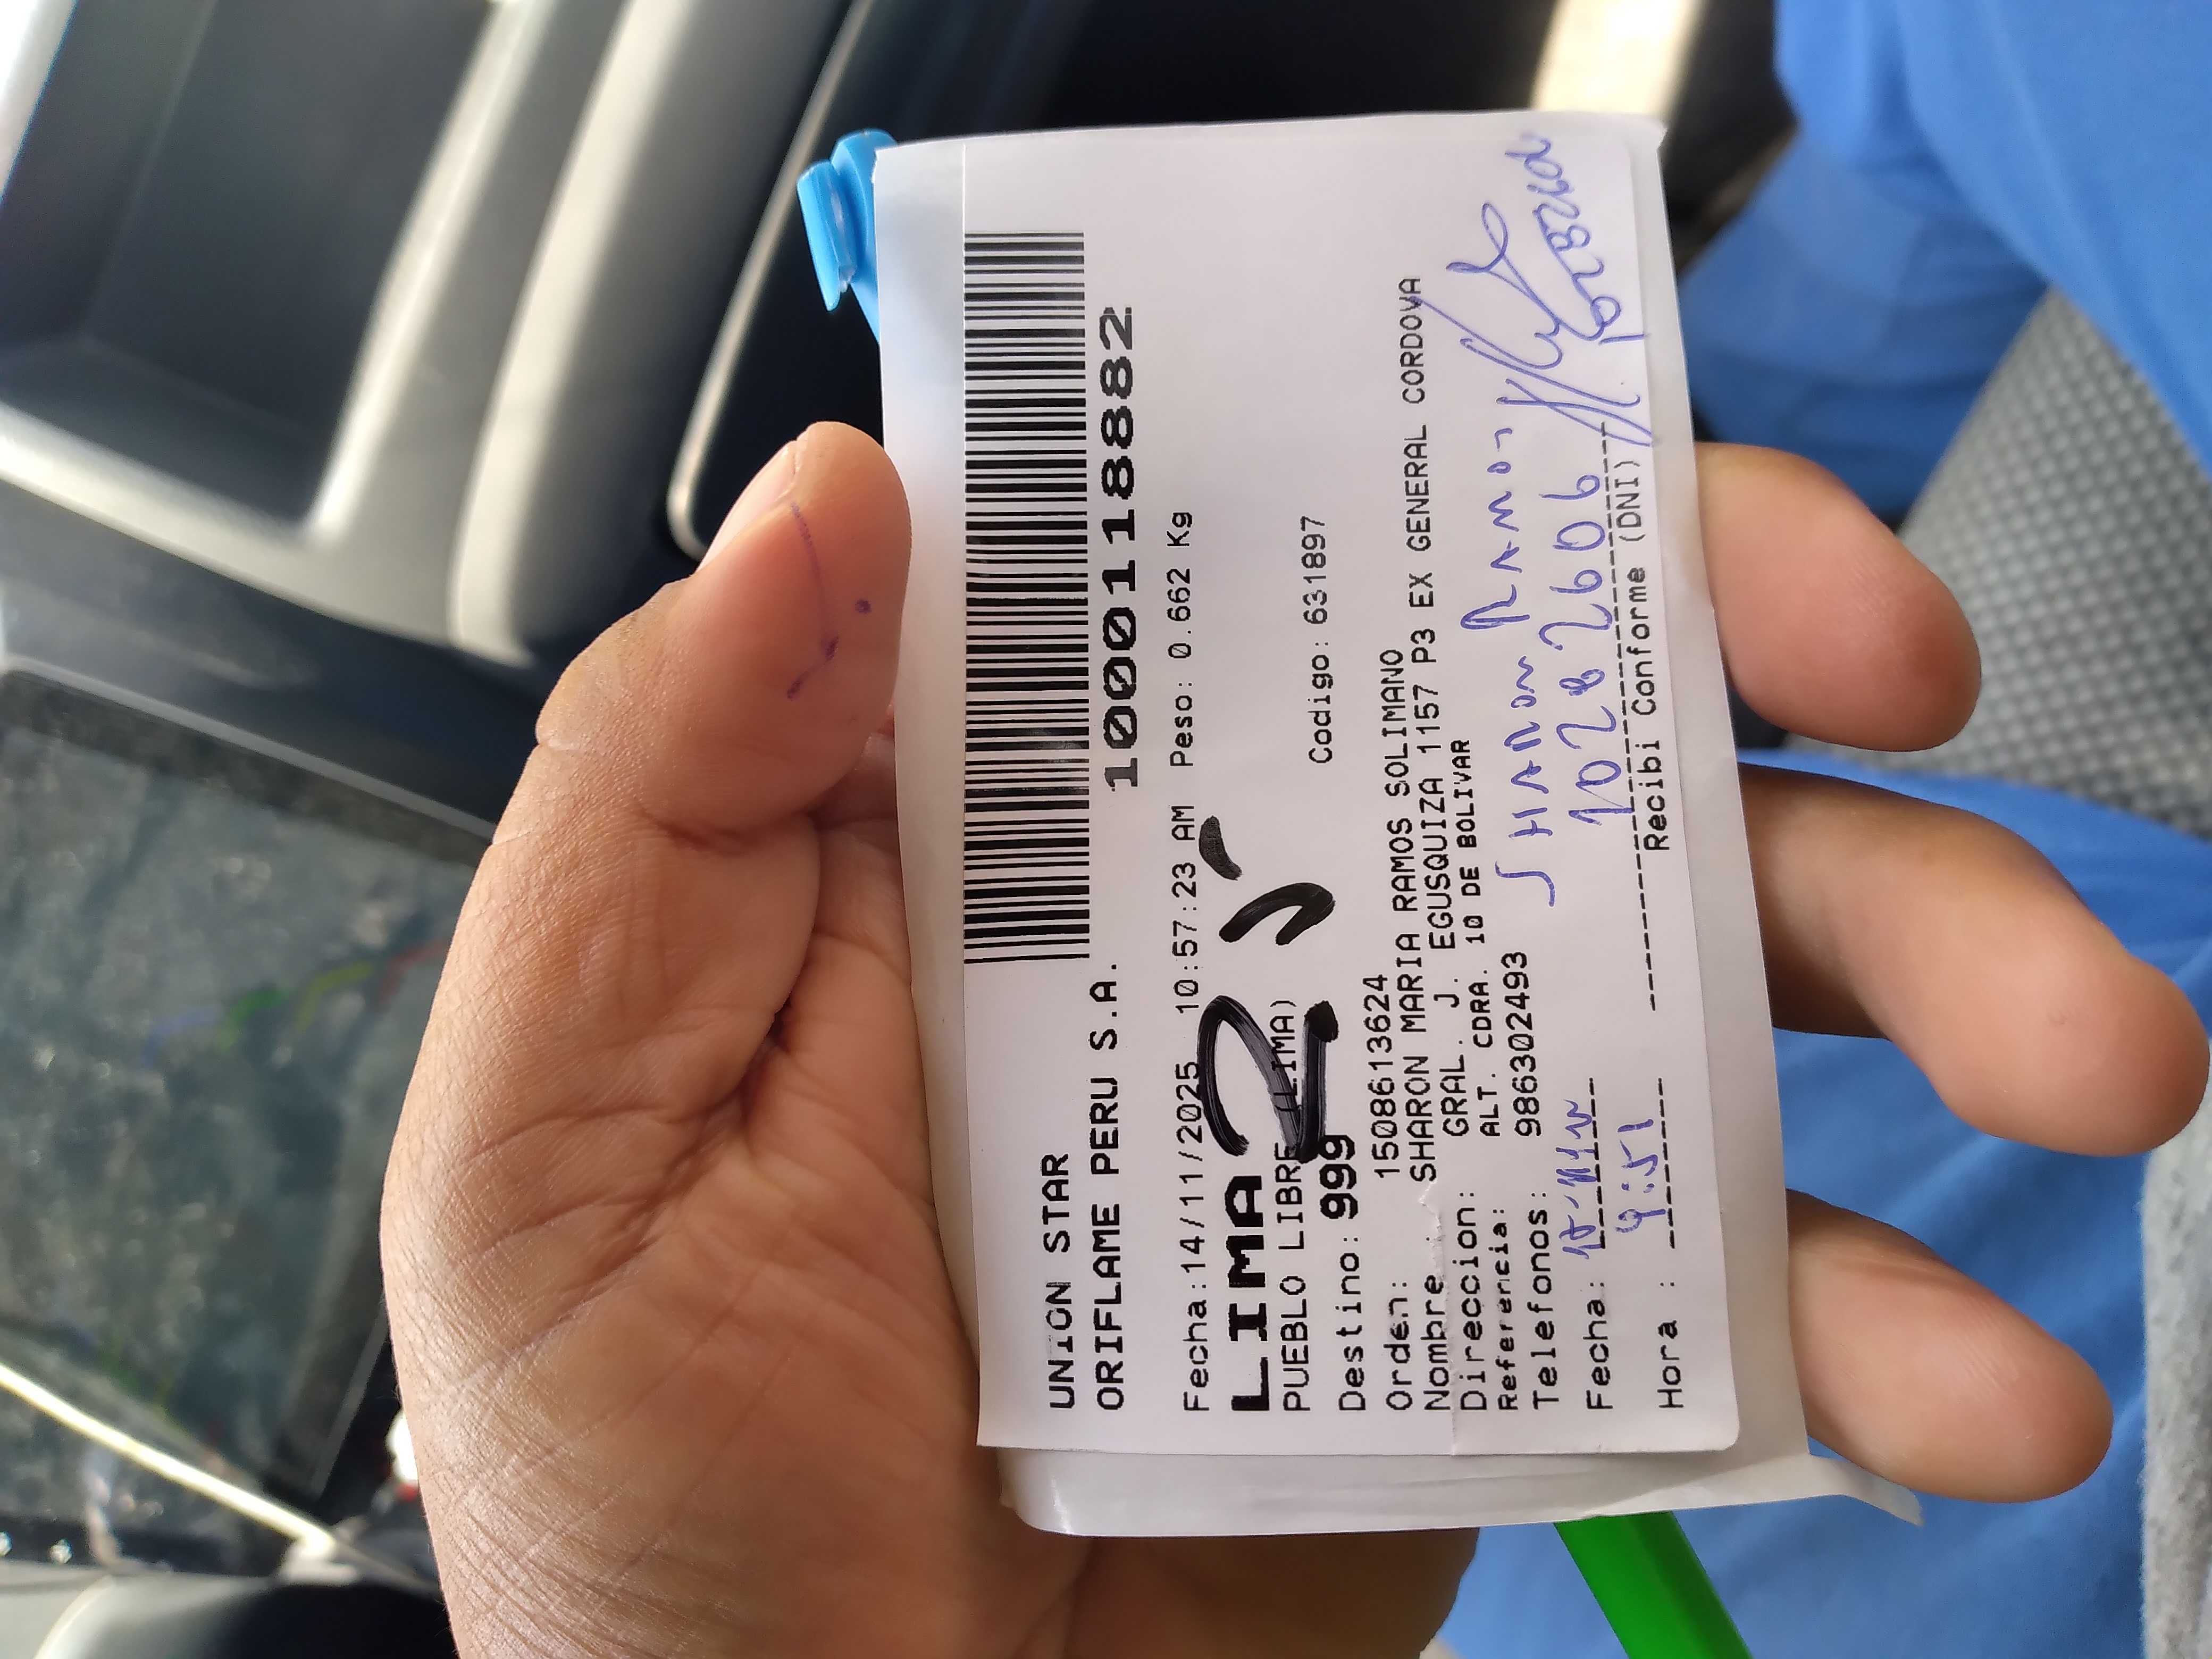 UNION STAR
ORIFLAME PERU S.A.
1000118882
Fecha:14/11/2025 10:57:23 AM Peso: 0.662 Kg
LIMA 2
PUEBLO LIBRE (LIMA)
Destino: 999 Codigo: 631897
Orden: 1508613624
Nombre : SHARON MARIA RAMOS SOLIMANO
Direccion: GRAL. J. EGUSQUIZA 1157 P3 EX GENERAL CORDOVA
Referencia: ALT. CDRA. 10 DE BOLIVAR
Telefonos: 986302493
SHARON RAMOS
Fecha:
Hora : 9:51
Recibi Conforme (DNI)